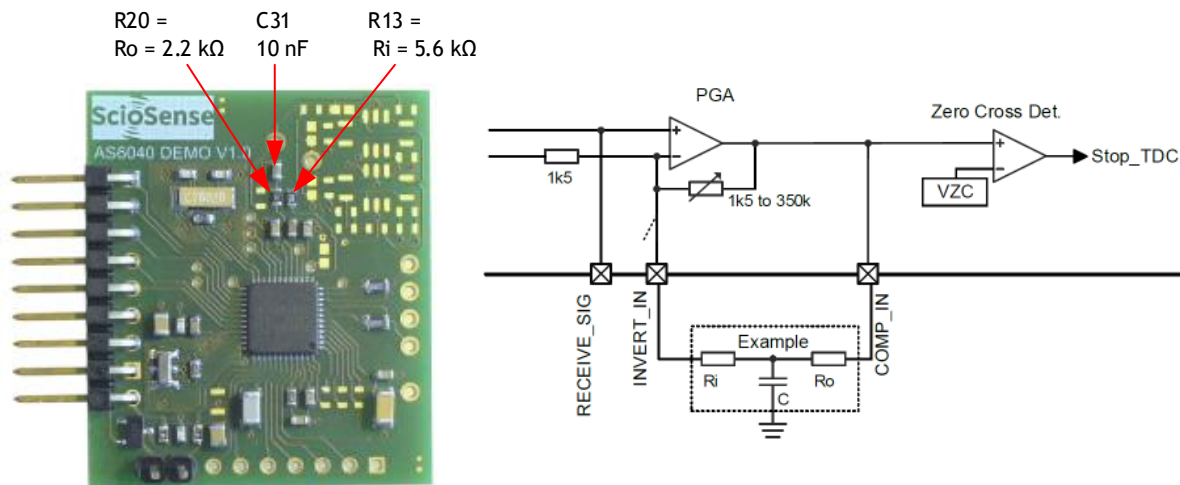 R20 =
Ro = 2.2 kΩ
C31
10 nF
R13 =
Ri = 5.6 kΩ
ScioSense
AS6040 DEMO V1.0
PGA
+
-
1k5
1k5 to 350k
Zero Cross Det.
+
-
VZC
Stop_TDC
RECEIVE_SIG
INVERT_IN
COMP_IN
Example
Ri
Ro
C